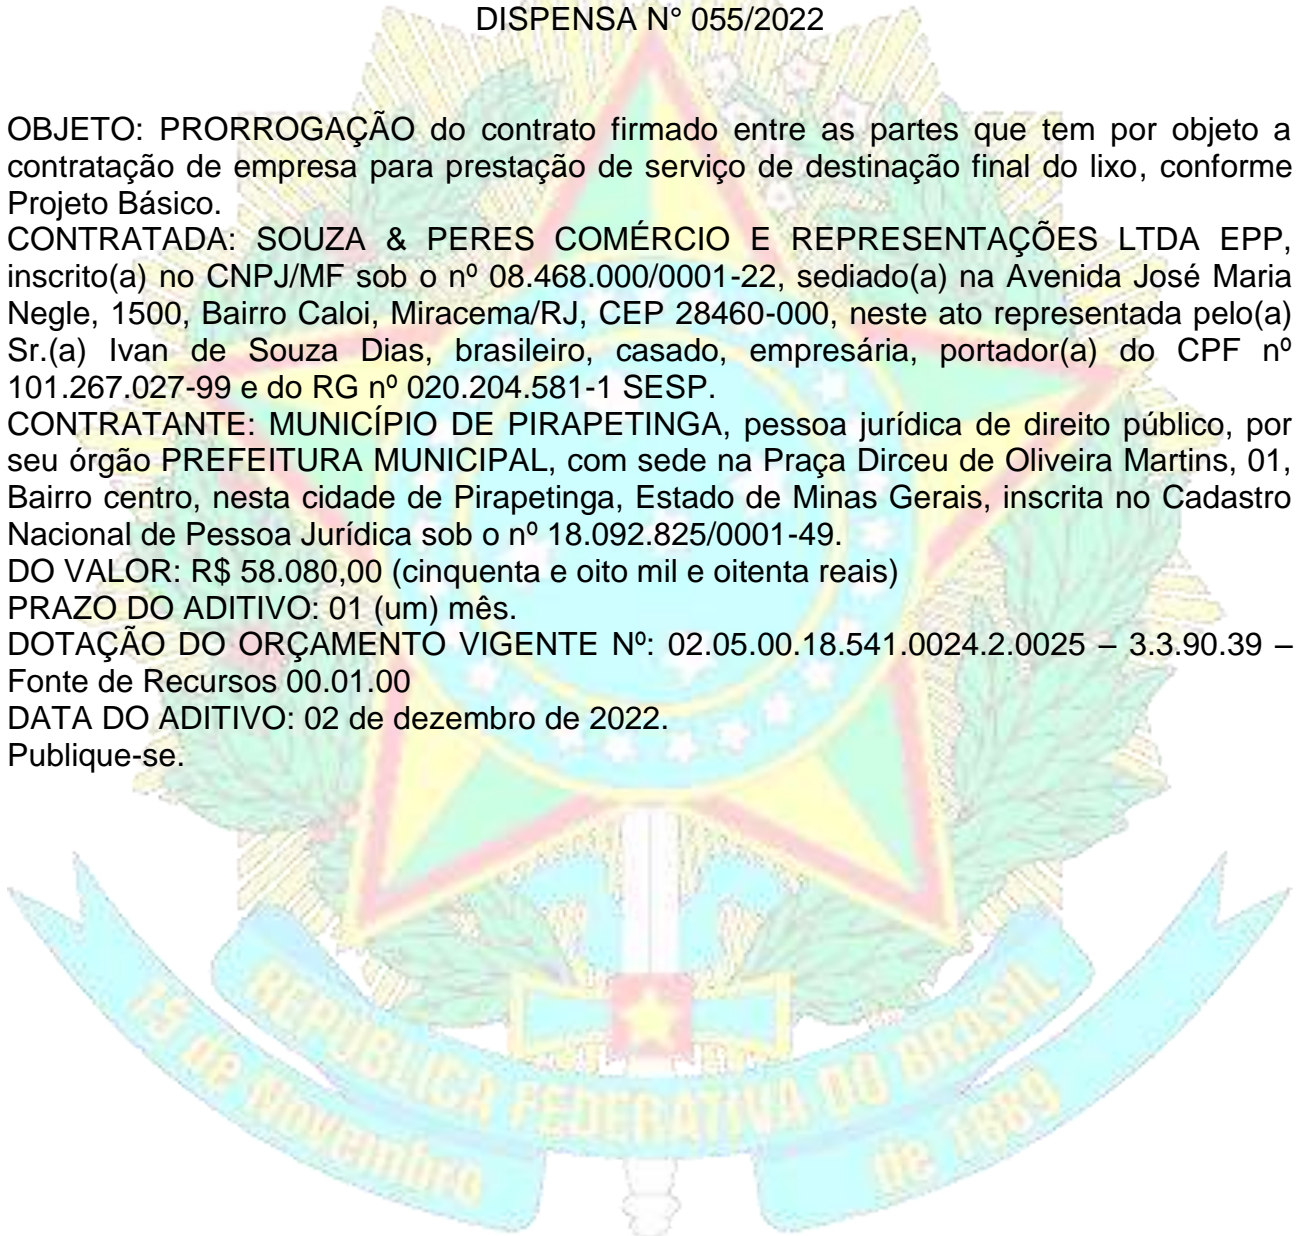 DISPENSA N° 055/2022
OBJETO: PRORROGAÇÃO do contrato firmado entre as partes que tem por objeto a
contratação de empresa para prestação de serviço de destinação final do lixo, conforme
Projeto Básico.
CONTRATADA: SOUZA & PERES COMÉRCIO E REPRESENTAÇÕES LTDA EPP,
inscrito(a) no CNPJ/MF sob o nº 08.468.000/0001-22, sediado(a) na Avenida José Maria
Negle, 1500, Bairro Caloi, Miracema/RJ, CEP 28460-000, neste ato representada pelo(a)
Sr.(a) Ivan de Souza Dias, brasileiro, casado, empresária, portador(a) do CPF nº
101.267.027-99 e do RG nº 020.204.581-1 SESP.
CONTRATANTE: MUNICÍPIO DE PIRAPETINGA, pessoa jurídica de direito público, por
seu órgão PREFEITURA MUNICIPAL, com sede na Praça Dirceu de Oliveira Martins, 01,
Bairro centro, nesta cidade de Pirapetinga, Estado de Minas Gerais, inscrita no Cadastro
Nacional de Pessoa Jurídica sob o nº 18.092.825/0001-49.
DO VALOR: R$ 58.080,00 (cinquenta e oito mil e oitenta reais)
PRAZO DO ADITIVO: 01 (um) mês.
DOTAÇÃO DO ORÇAMENTO VIGENTE Nº: 02.05.00.18.541.0024.2.0025 – 3.3.90.39 –
Fonte de Recursos 00.01.00
DATA DO ADITIVO: 02 de dezembro de 2022.
Publique-se.
REPÚBLICA FEDERATIVA DO BRASIL
15 de Novembro de 1889